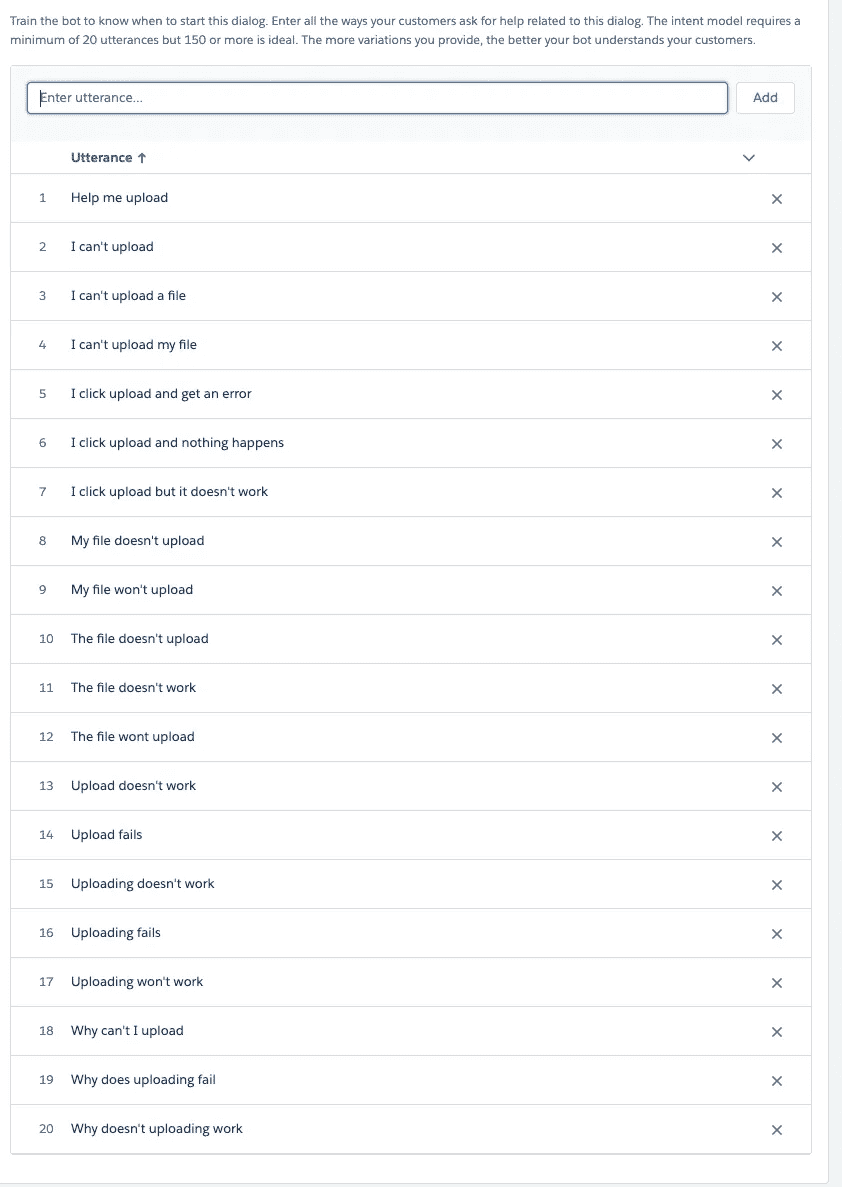 Train the bot to know when to start this dialog. Enter all the ways your customers ask for help related to this dialog. The intent model requires a
minimum of 20 utterances but 150 or more is ideal. The more variations you provide, the better your bot understands your customers.
Enter utterance... Add
Utterance ↑
1 Help me upload
2 I can't upload
3 I can't upload a file
4 I can't upload my file
5 I click upload and get an error
6 I click upload and nothing happens
7 I click upload but it doesn't work
8 My file doesn't upload
9 My file won't upload
10 The file doesn't upload
11 The file doesn't work
12 The file wont upload
13 Upload doesn't work
14 Upload fails
15 Uploading doesn't work
16 Uploading fails
17 Uploading won't work
18 Why can't I upload
19 Why does uploading fail
20 Why doesn't uploading work